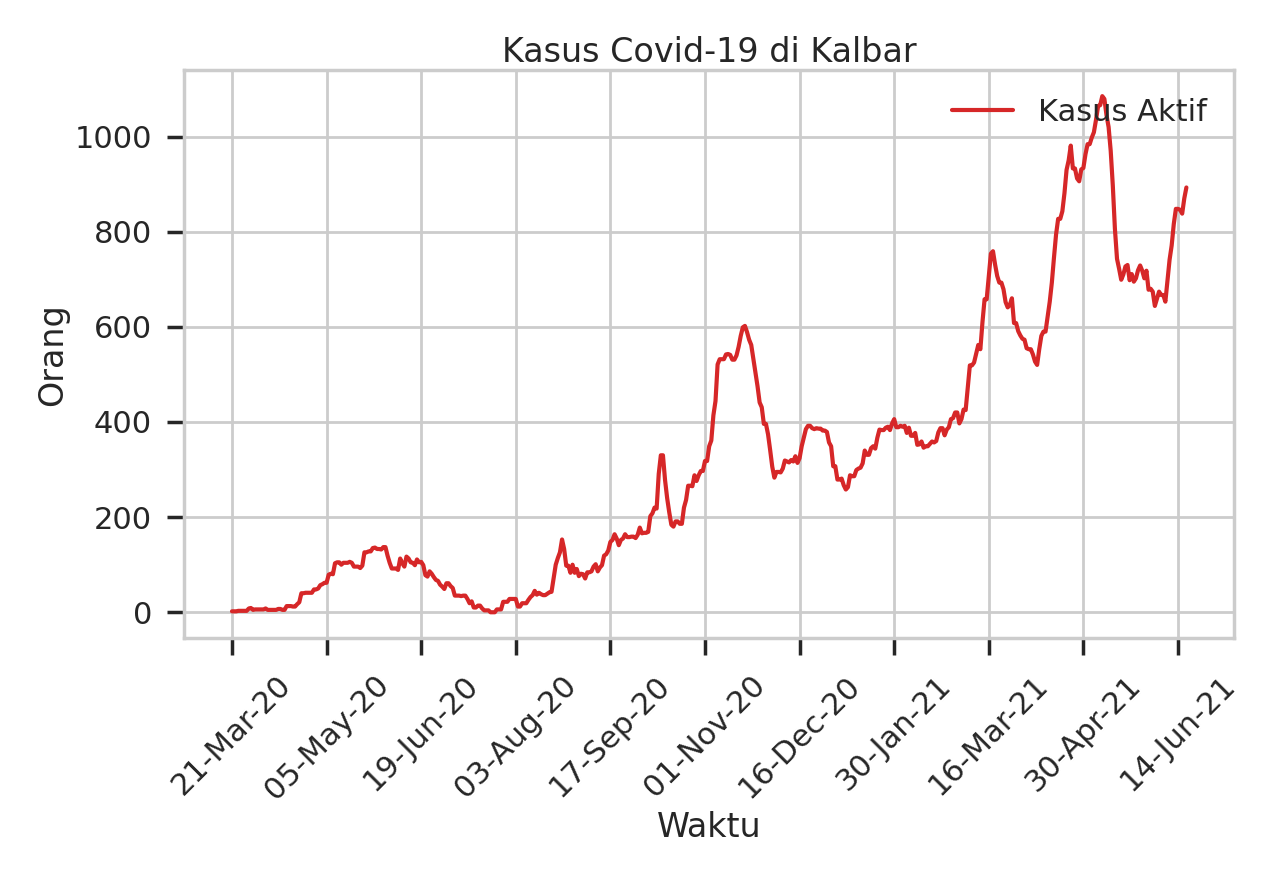 Kasus Covid-19 di Kalbar
Kasus Aktif
1000
800
600
400
200
0
Orang
21-Mar-20
05-May-20
19-Jun-20
03-Aug-20
17-Sep-20
01-Nov-20
16-Dec-20
30-Jan-21
16-Mar-21
30-Apr-21
14-Jun-21
Waktu